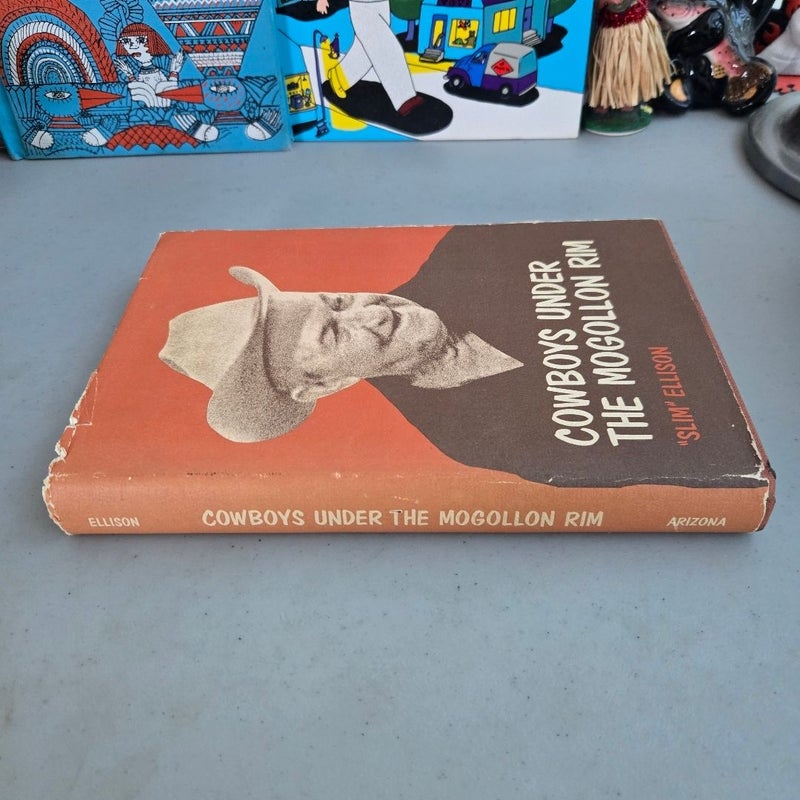 COWBOYS UNDER
THE MOGOLLON RIM
"SLIM" ELLISON
ELLISON COWBOYS UNDER THE MOGOLLON RIM ARIZONA